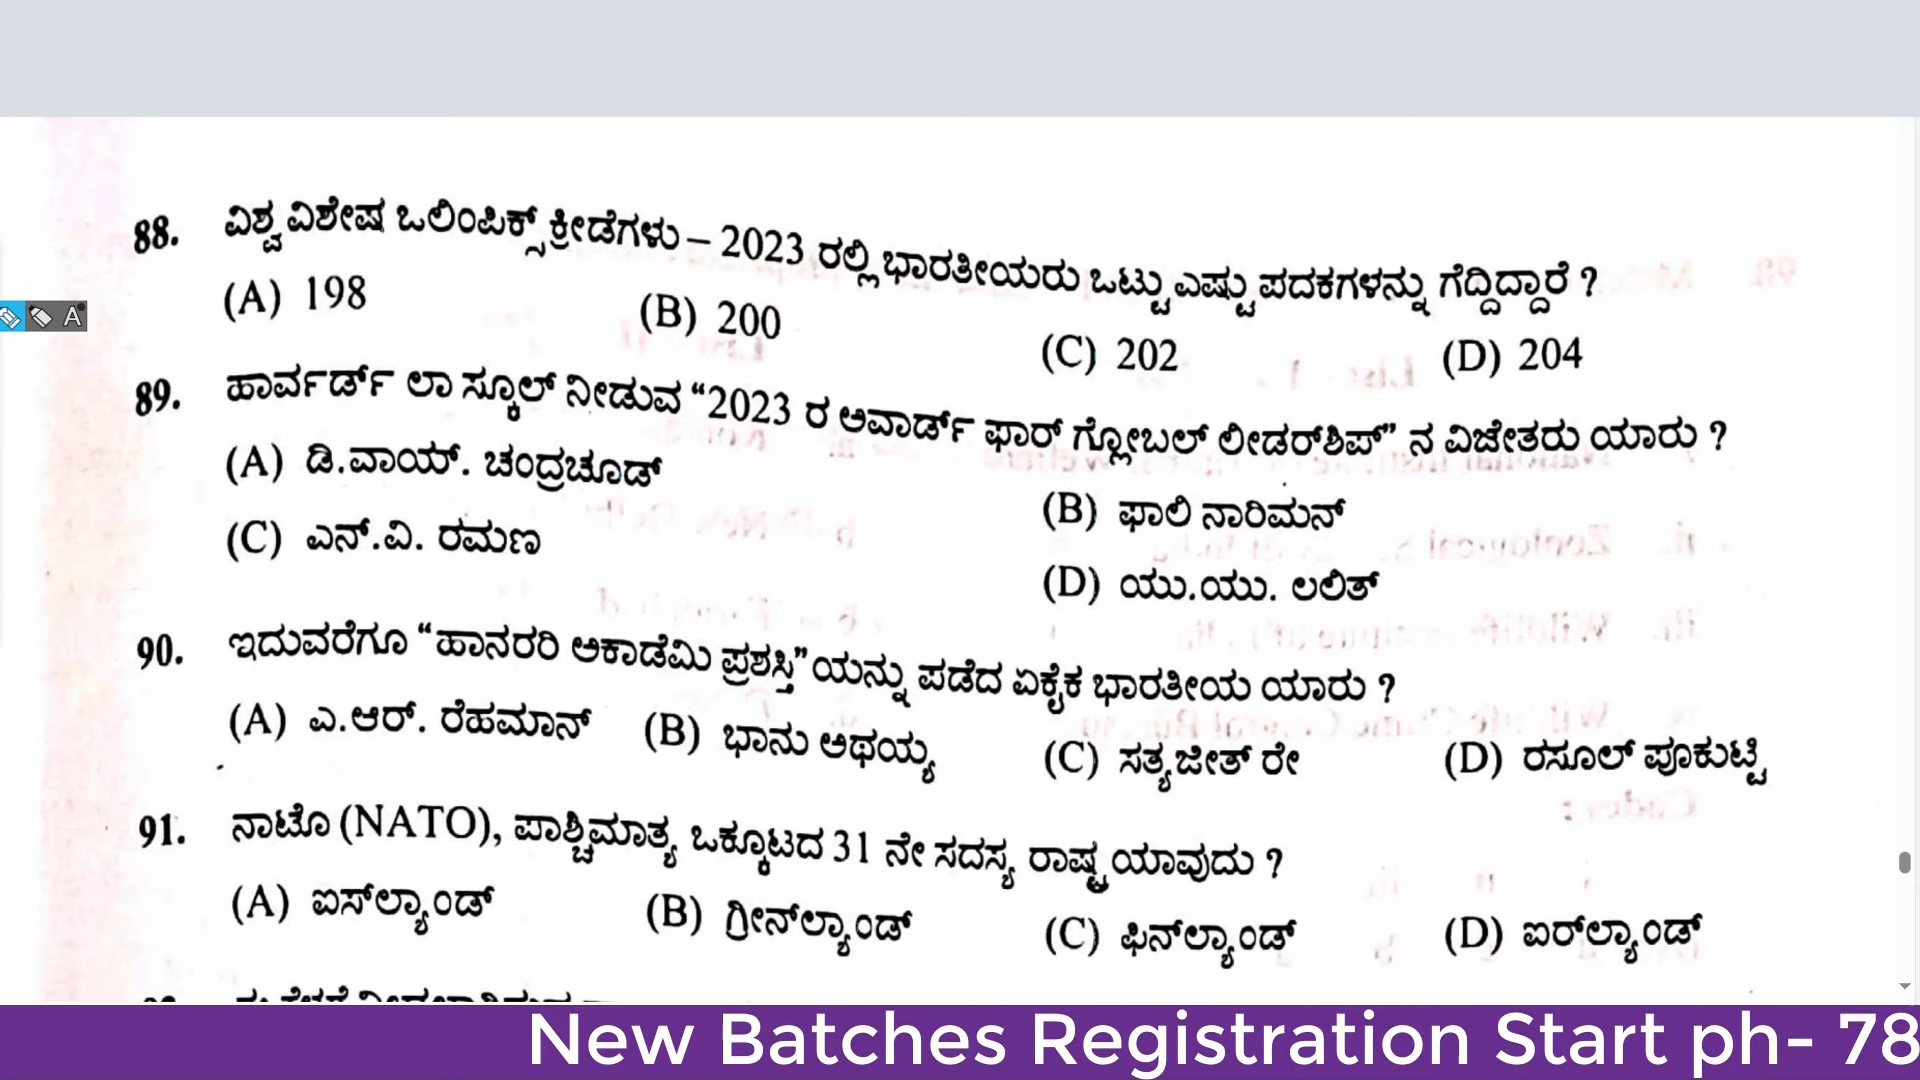 88. ವಿಶ್ವ ವಿಶೇಷ ಒಲಿಂಪಿಕ್ಸ್ ಕ್ರೀಡೆಗಳು – 2023 ರಲ್ಲಿ ಭಾರತೀಯರು ಒಟ್ಟು ಎಷ್ಟು ಪದಕಗಳನ್ನು ಗೆದ್ದಿದ್ದಾರೆ ?
(A) 198 (B) 200 (C) 202 (D) 204
89. ಹಾರ್ವರ್ಡ್ ಲಾ ಸ್ಕೂಲ್ ನೀಡುವ “2023 ರ ಅವಾರ್ಡ್ ಫಾರ್ ಗ್ಲೋಬಲ್ ಲೀಡರ್‌ಶಿಪ್” ನ ವಿಜೇತರು ಯಾರು ?
(A) ಡಿ.ವಾಯ್. ಚಂದ್ರಚೂಡ್ (B) ಫಾಲಿ ನಾರಿಮನ್
(C) ಎನ್.ವಿ. ರಮಣ (D) ಯು.ಯು. ಲಲಿತ್
90. ಇದುವರೆಗೂ “ಹಾನರರಿ ಅಕಾಡೆಮಿ ಪ್ರಶಸ್ತಿ”ಯನ್ನು ಪಡೆದ ಏಕೈಕ ಭಾರತೀಯ ಯಾರು ?
(A) ಎ.ಆರ್. ರೆಹಮಾನ್ (B) ಭಾನು ಅಥಯ್ಯ (C) ಸತ್ಯಜೀತ್ ರೇ (D) ರಸೂಲ್ ಪೂಕುಟ್ಟಿ
91. ನಾಟೊ (NATO), ಪಾಶ್ಚಿಮಾತ್ಯ ಒಕ್ಕೂಟದ 31 ನೇ ಸದಸ್ಯ ರಾಷ್ಟ್ರ ಯಾವುದು ?
(A) ಐಸ್‌ಲ್ಯಾಂಡ್ (B) ಗ್ರೀನ್‌ಲ್ಯಾಂಡ್ (C) ಫಿನ್‌ಲ್ಯಾಂಡ್ (D) ಐರ್‌ಲ್ಯಾಂಡ್
New Batches Registration Start ph- 78